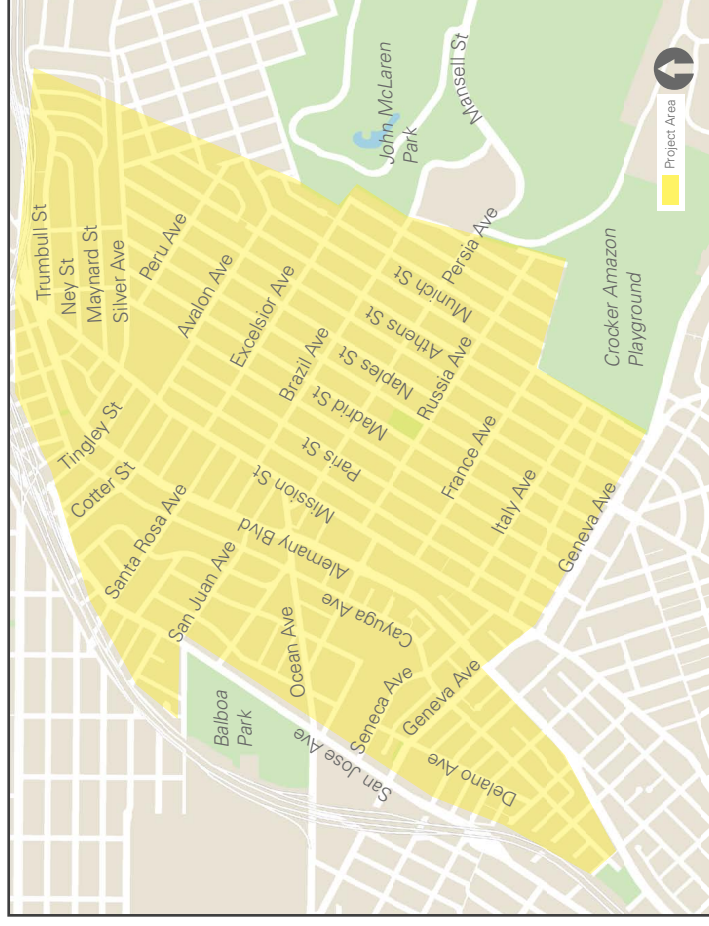 Trumbull St
Ney St
Maynard St
Silver Ave
Peru Ave
Avalon Ave
Excelsior Ave
Brazil Ave
Tingley St
Cotter St
Santa Rosa Ave
San Juan Ave
Ocean Ave
Seneca Ave
Geneva Ave
Delano Ave
San Jose Ave
Cayuga Ave
Alemany Blvd
Mission St
Paris St
Madrid St
Naples St
Athens St
Munich St
Persia Ave
Russia Ave
France Ave
Italy Ave
Geneva Ave
Mansell St
John McLaren
Park
Balboa
Park
Crocker Amazon
Playground
Project Area